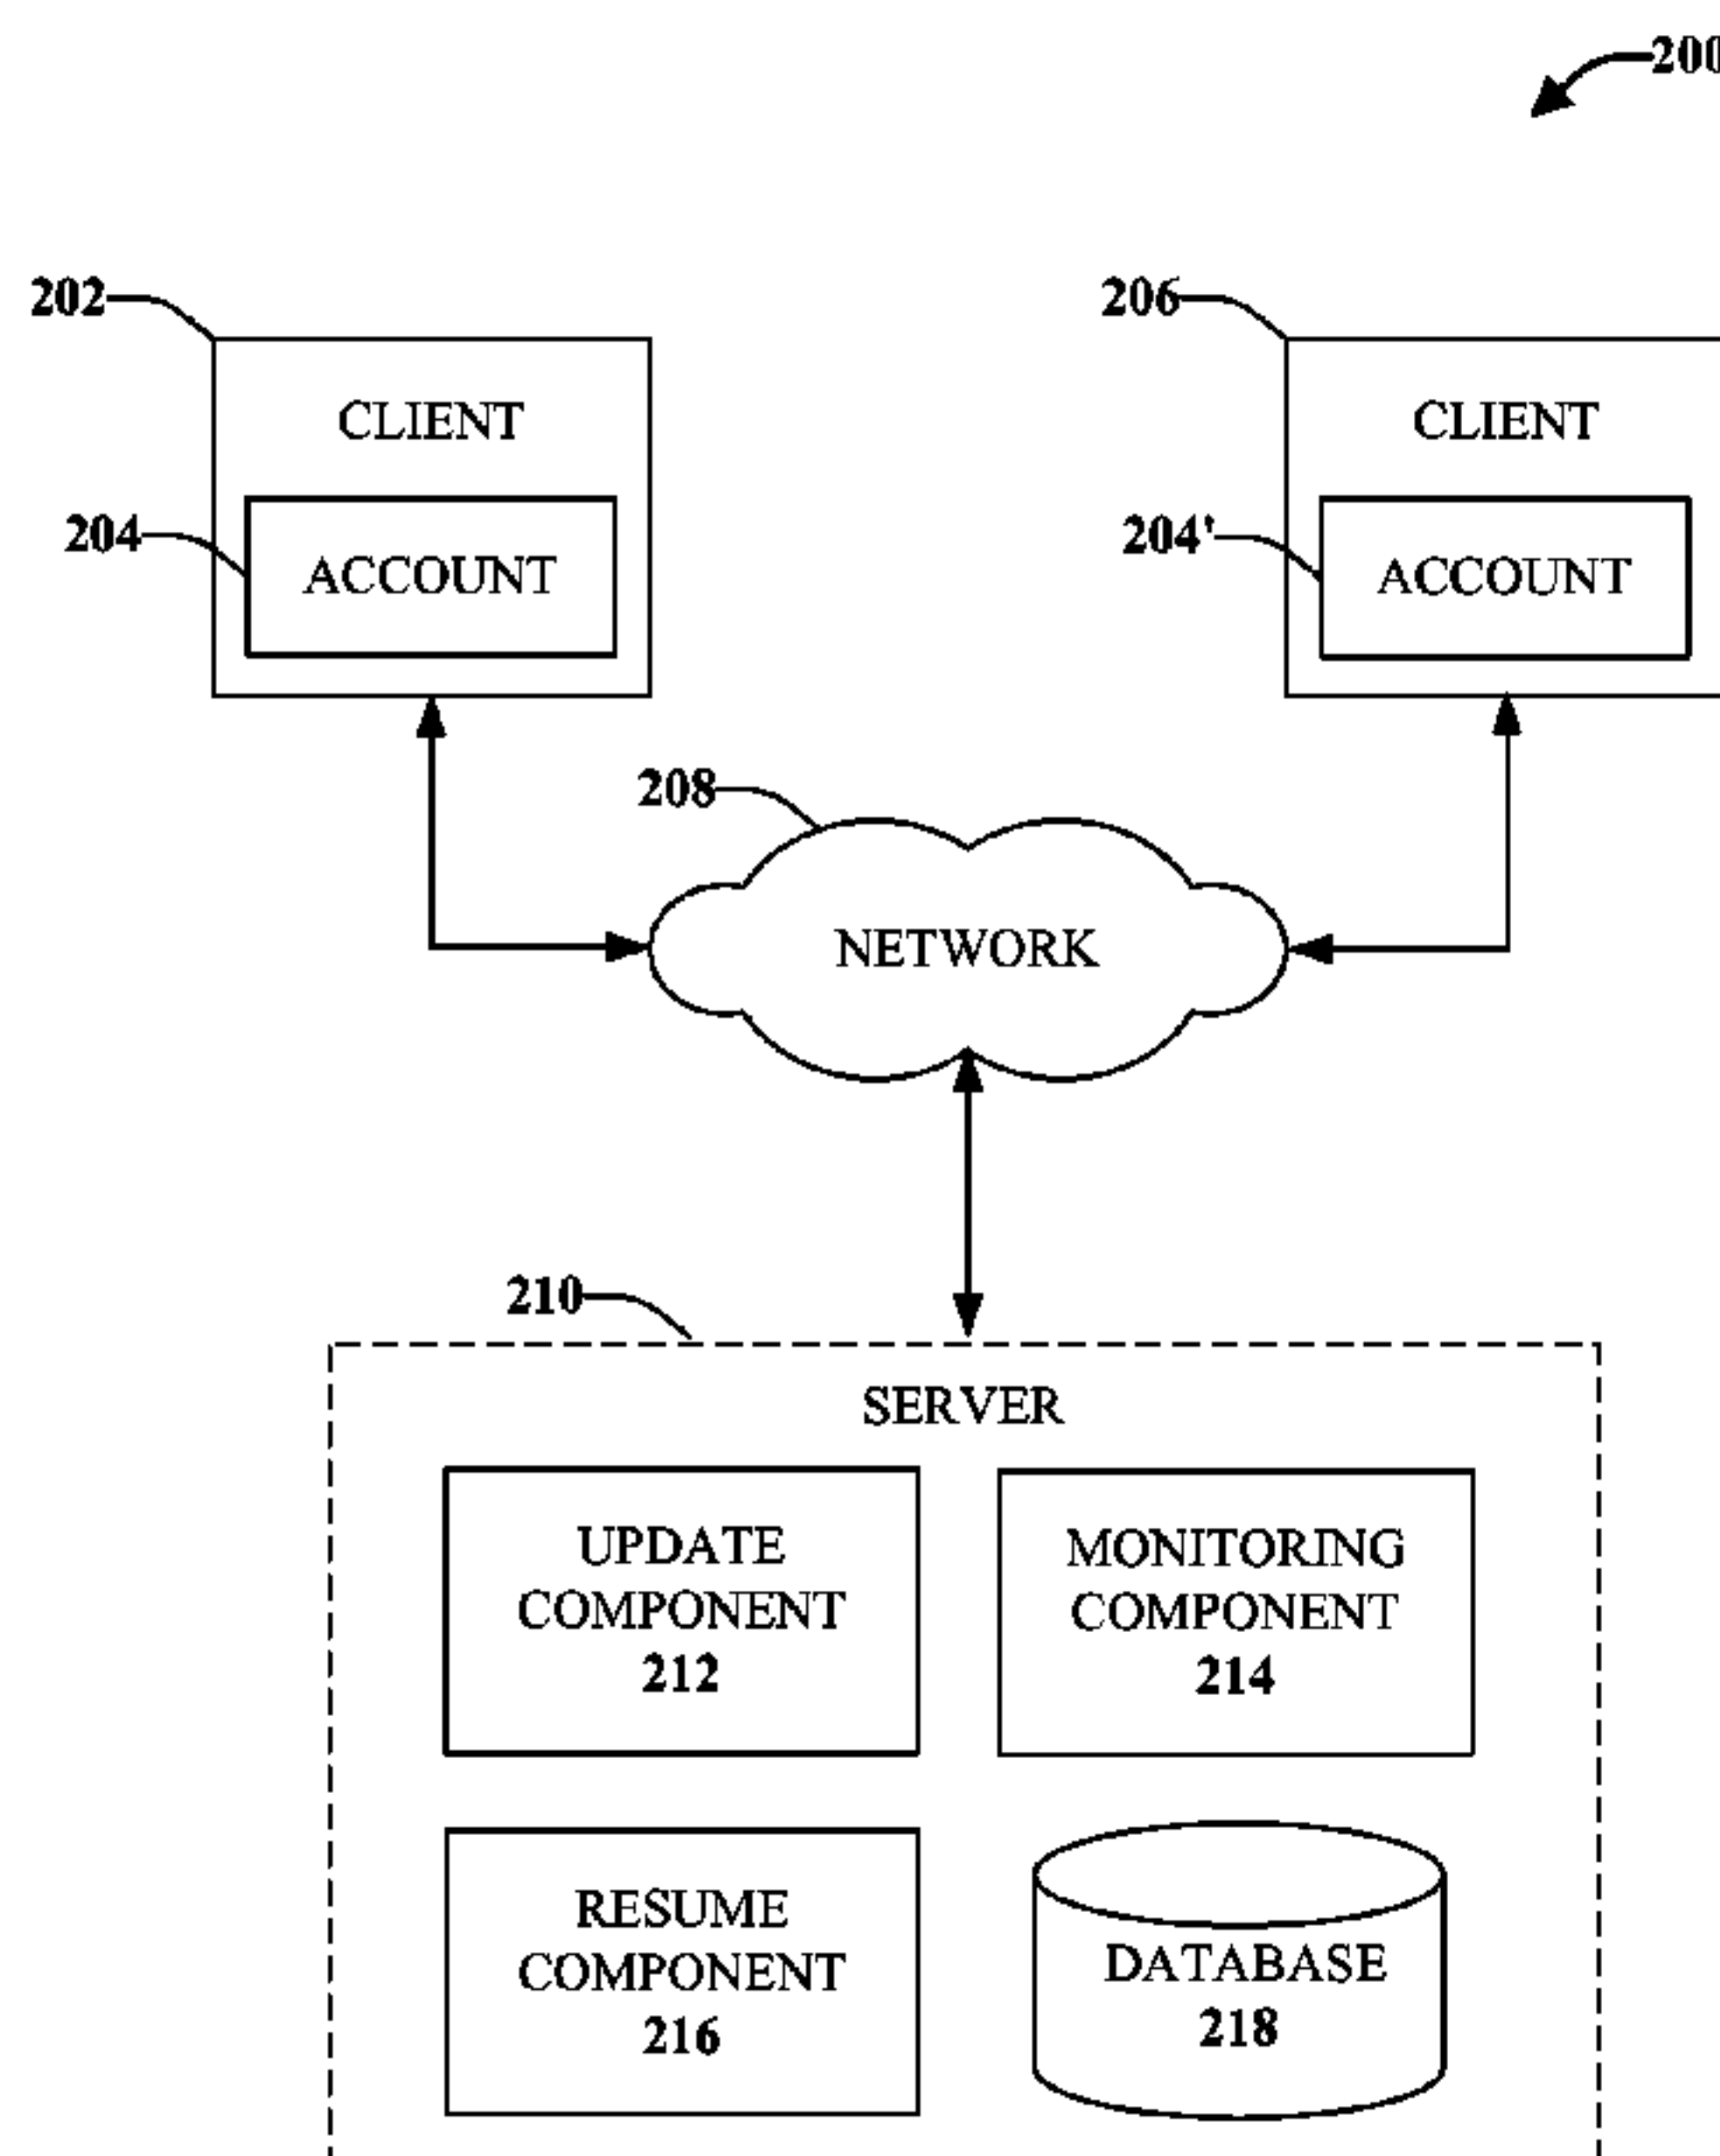 200
202
206
CLIENT
CLIENT
204
ACCOUNT
204'
ACCOUNT
208
NETWORK
210
SERVER
UPDATE
COMPONENT
212
MONITORING
COMPONENT
214
RESUME
COMPONENT
216
DATABASE
218